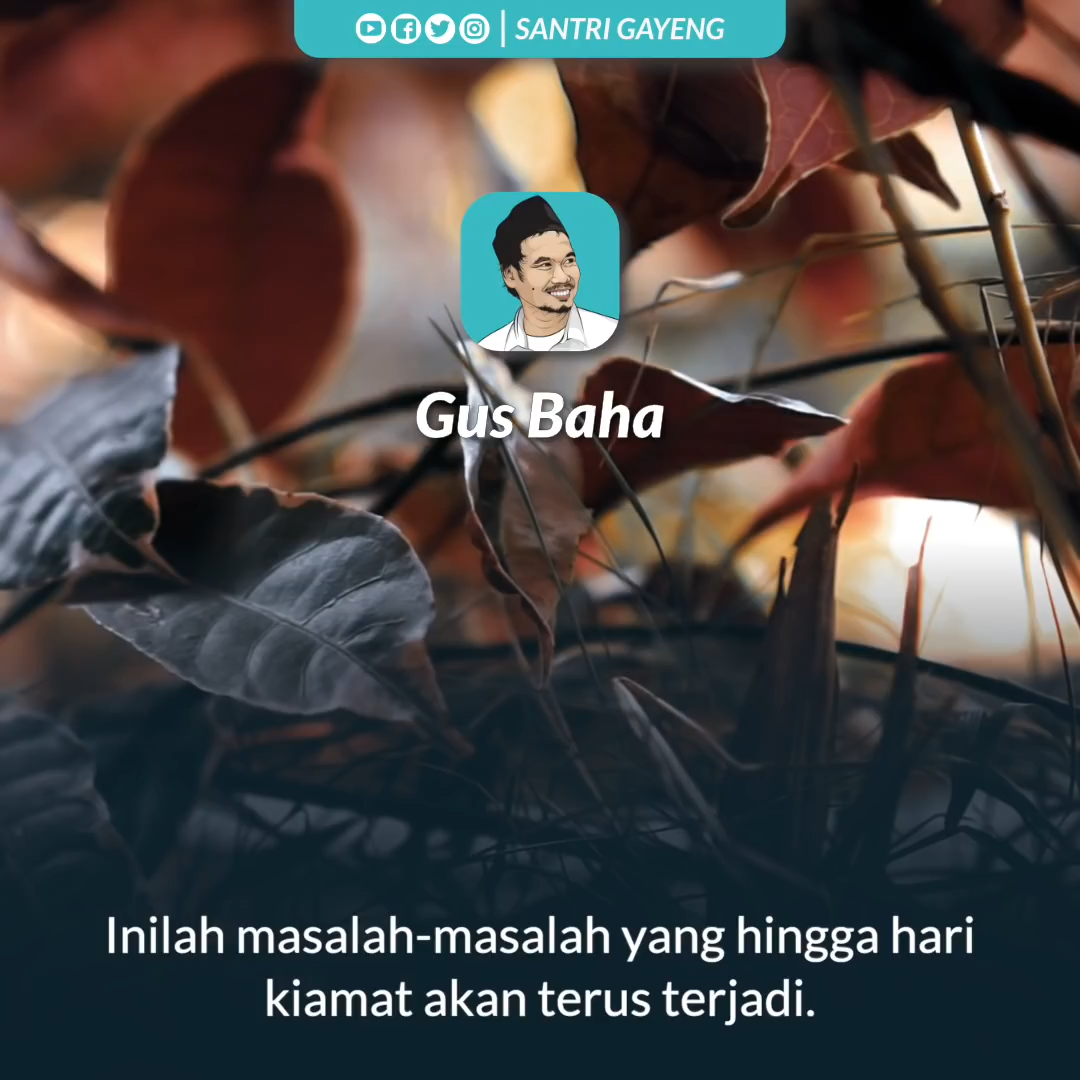 | SANTRI GAYENG
Gus Baha
Inilah masalah-masalah yang hingga hari
kiamat akan terus terjadi.